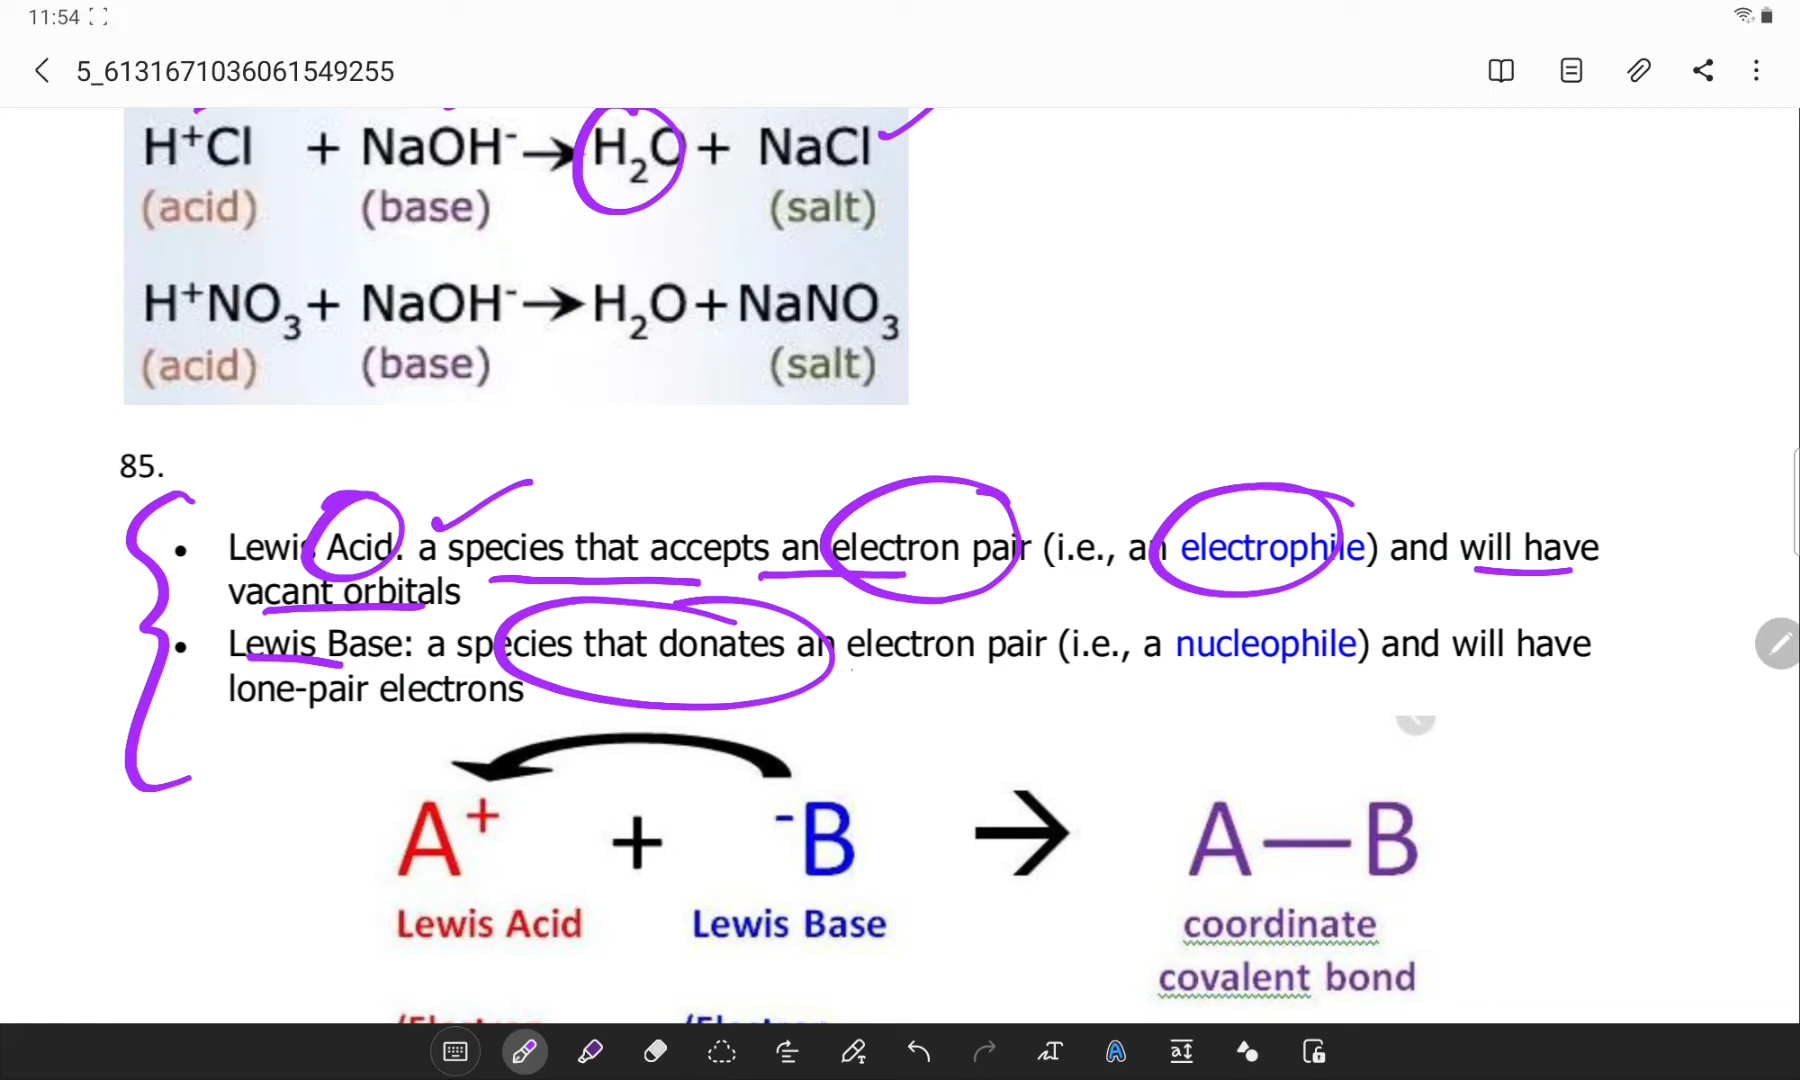 11:54
5_6131671036061549255
H⁺Cl + NaOH⁻ → H₂O + NaCl
(acid) (base) (salt)
H⁺NO₃ + NaOH⁻ → H₂O + NaNO₃
(acid) (base) (salt)
85.
• Lewis Acid: a species that accepts an electron pair (i.e., an electrophile) and will have
vacant orbitals
• Lewis Base: a species that donates an electron pair (i.e., a nucleophile) and will have
lone-pair electrons
A⁺ + ⁻B → A—B
Lewis Acid Lewis Base coordinate
covalent bond